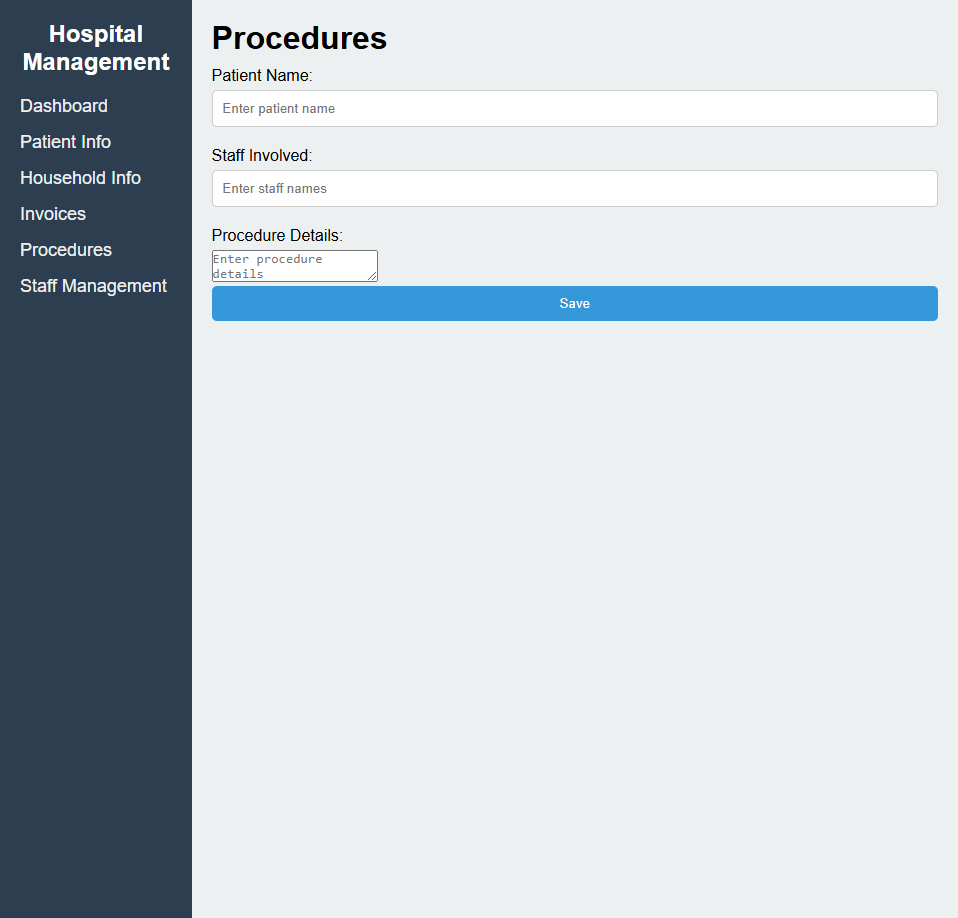 Hospital
Management
Dashboard
Patient Info
Household Info
Invoices
Procedures
Staff Management
Procedures
Patient Name:
Enter patient name
Staff Involved:
Enter staff names
Procedure Details:
Enter procedure
details
Save